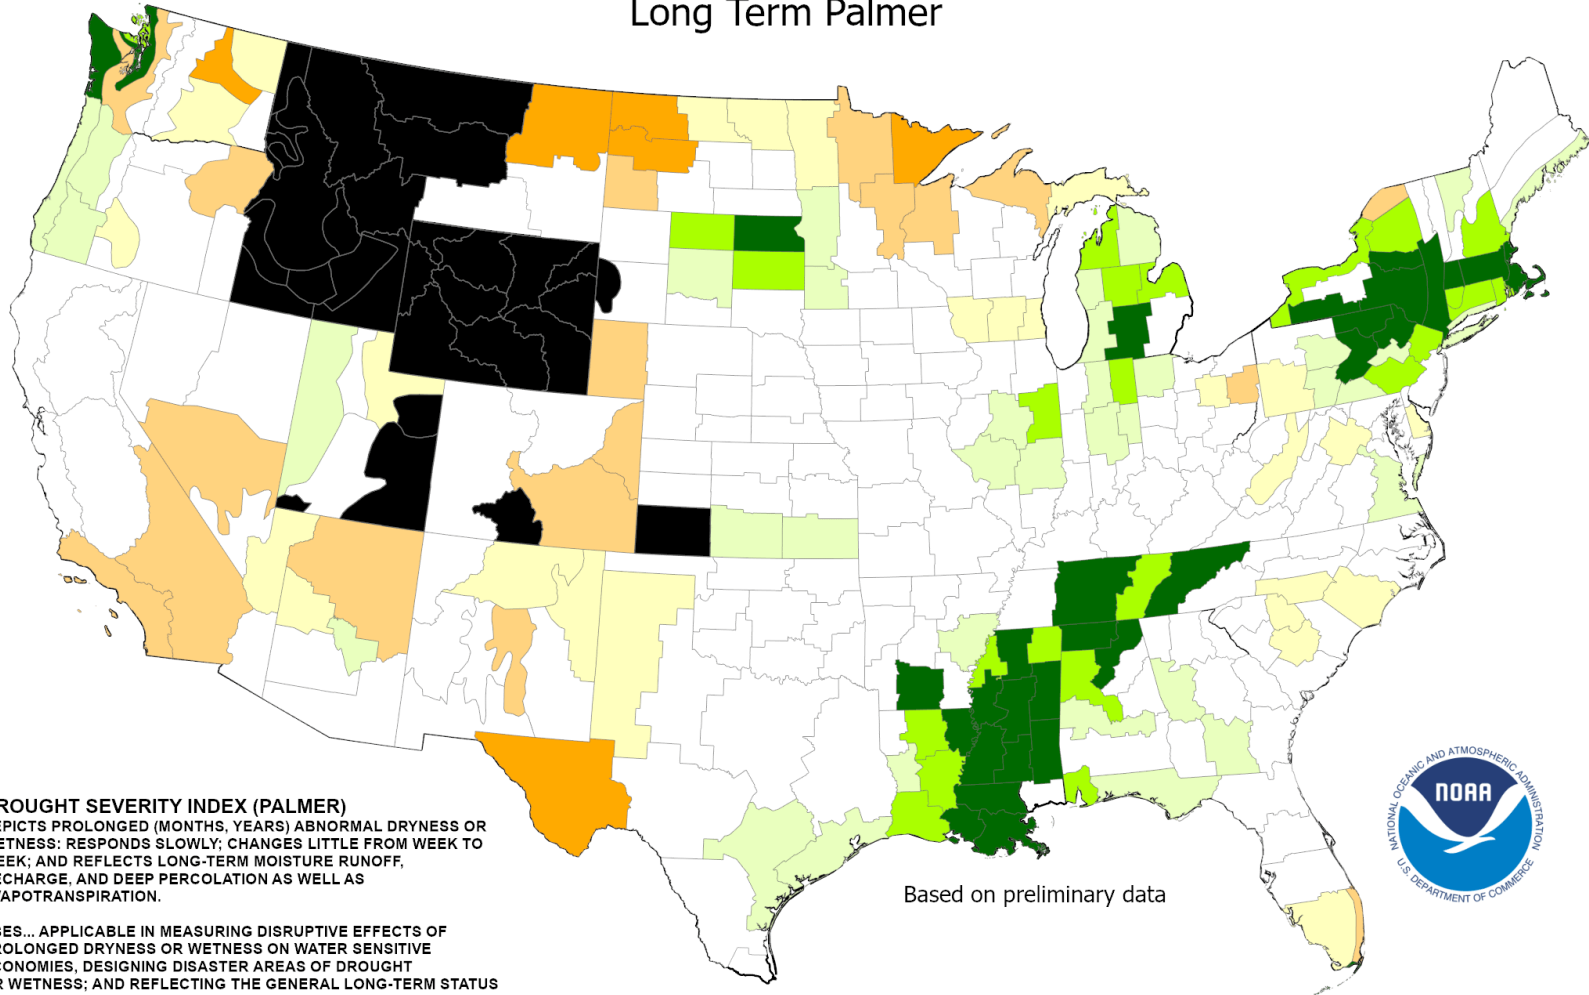 Long Term Palmer
ROUGHT SEVERITY INDEX (PALMER)
EPICTS PROLONGED (MONTHS, YEARS) ABNORMAL DRYNESS OR
ETNESS: RESPONDS SLOWLY; CHANGES LITTLE FROM WEEK TO
EEK; AND REFLECTS LONG-TERM MOISTURE RUNOFF,
ECHARGE, AND DEEP PERCOLATION AS WELL AS
VAPOTRANSPIRATION.
SES... APPLICABLE IN MEASURING DISRUPTIVE EFFECTS OF
ROLONGED DRYNESS OR WETNESS ON WATER SENSITIVE
CONOMIES, DESIGNING DISASTER AREAS OF DROUGHT
R WETNESS; AND REFLECTING THE GENERAL LONG-TERM STATUS
Based on preliminary data
NATIONAL OCEANIC AND ATMOSPHERIC ADMINISTRATION
NOAA
U.S. DEPARTMENT OF COMMERCE